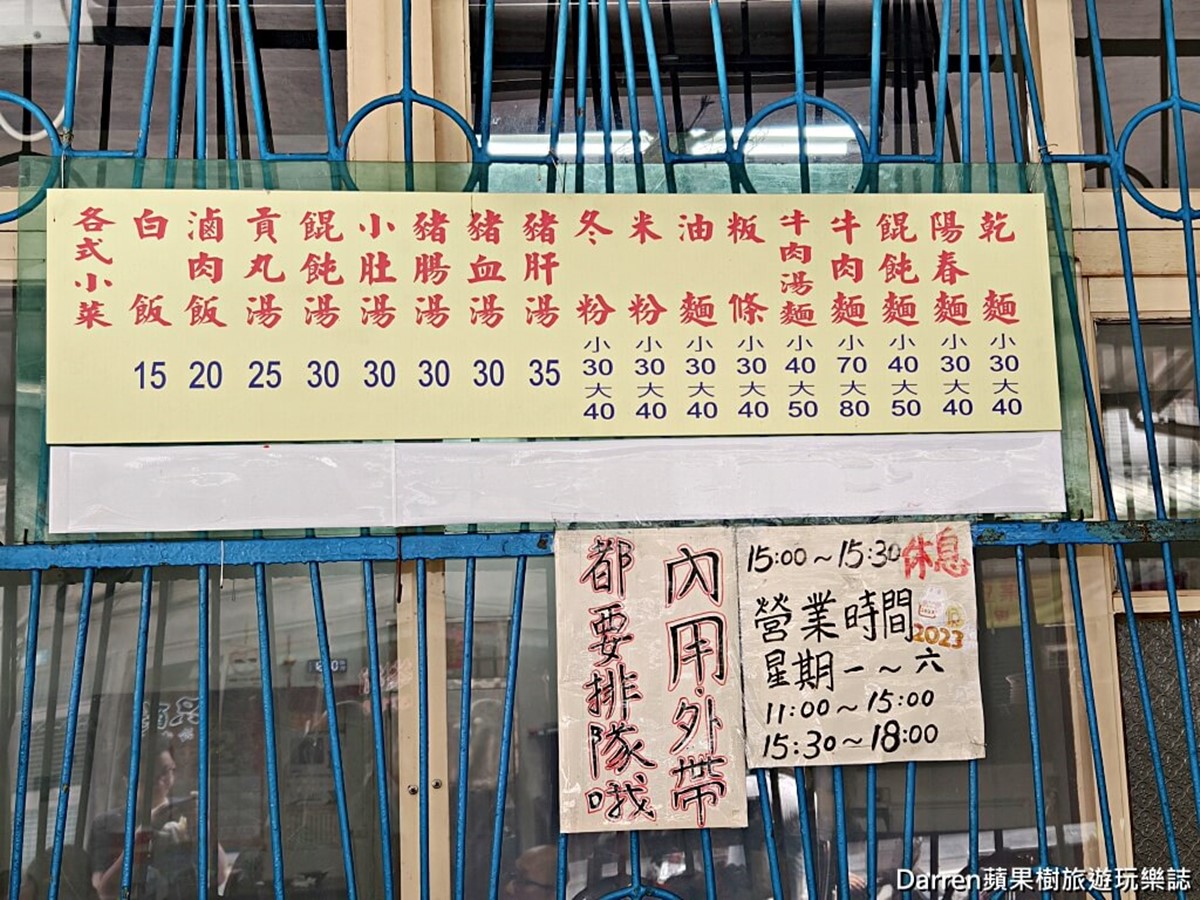 乾麵 小30 大40
陽春麵 小30 大40
餛飩麵 小40 大50
牛肉麵 小70 大80
牛肉湯麵 小40 大50
粄條 小30 大40
油麵 小30 大40
米粉 小30 大40
冬粉 小30 大40
豬肝湯 35
豬血湯 30
豬腸湯 30
小肚湯 30
餛飩湯 30
貢丸湯 25
滷肉飯 20
白飯 15
各式小菜
內用.外帶
都要排隊哦
15:00~15:30休息
營業時間
2023
星期一~六
11:00~15:00
15:30~18:00
Darren蘋果樹旅遊玩樂誌